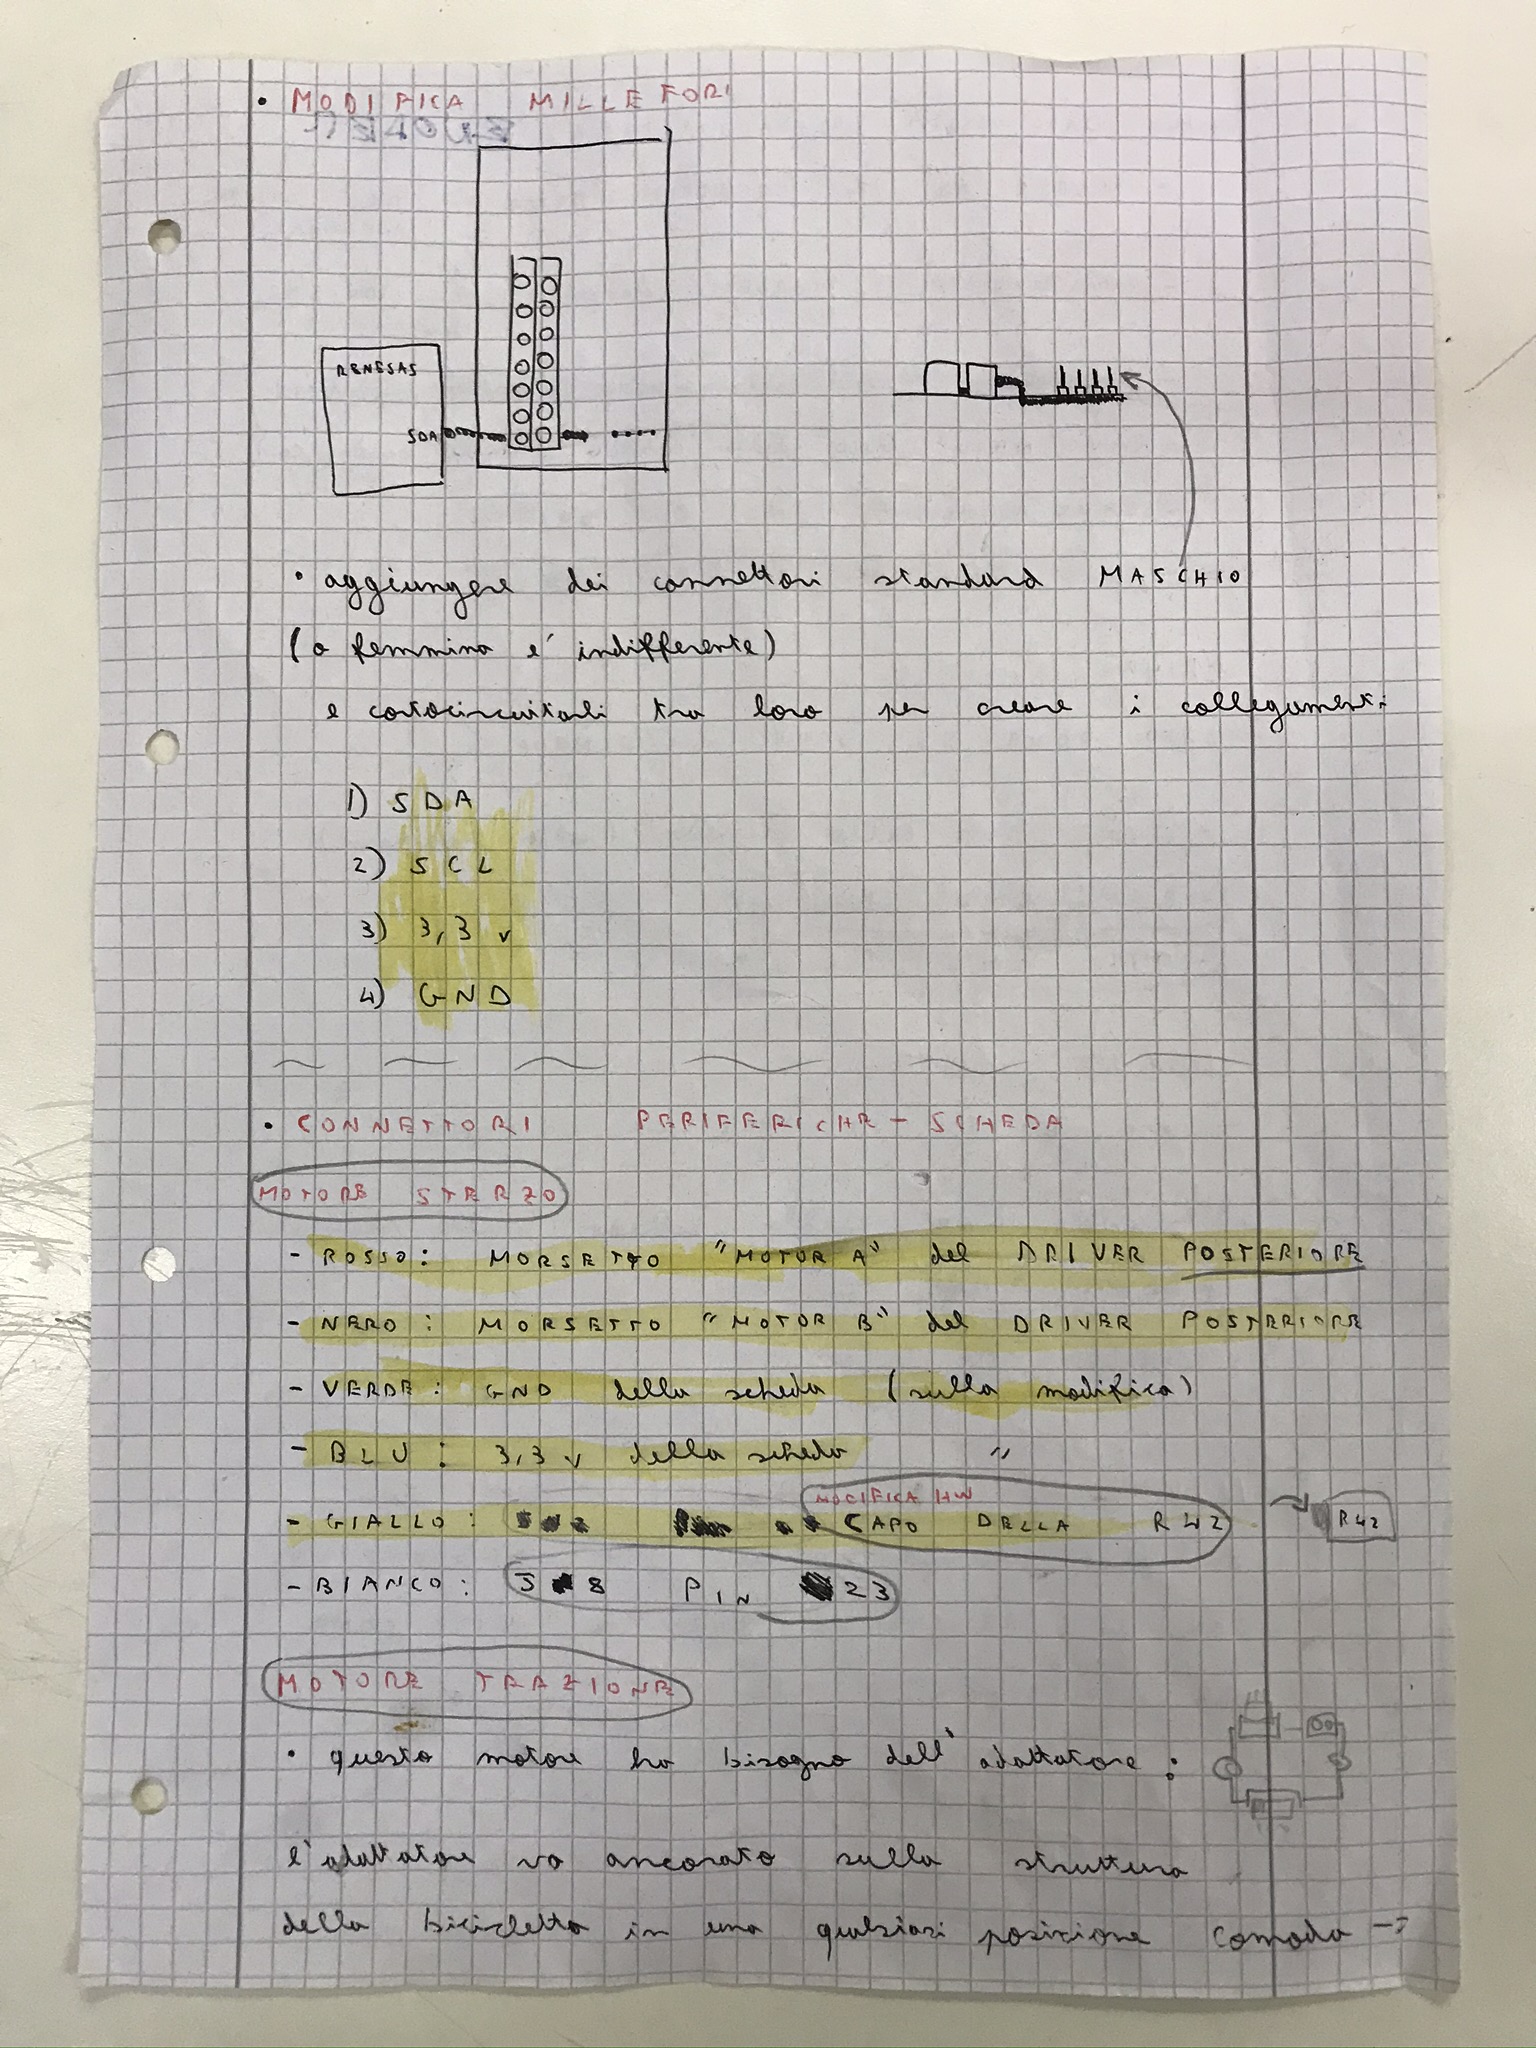 • MODIFICA MILLEFORI
RENESAS
SDA
• aggiungere dei connettori standard MASCHIO
(o femmina e' indifferente)
e cortocircuitarli tra loro per creare i collegamenti
1) SDA
2) SCL
3) 3,3 v
4) GND
• CONNETTORI PERIFERICHE - SCHEDA
MOTORE STERZO
- ROSSO: MORSETTO "MOTOR A" del DRIVER POSTERIORE
- NERO: MORSETTO "MOTOR B" del DRIVER POSTERIORE
- VERDE: GND della scheda (sulla modifica)
- BLU: 3,3 v della scheda "
MODIFICA HW
- GIALLO: CAPO DELLA R42 → R42
- BIANCO: J 8 PIN 23
MOTORE TRAZIONE
• questo motore ha bisogno dell'adattatore:
l'adattatore va ancorato sulla struttura
della bicicletta in una qualsiasi posizione comoda →